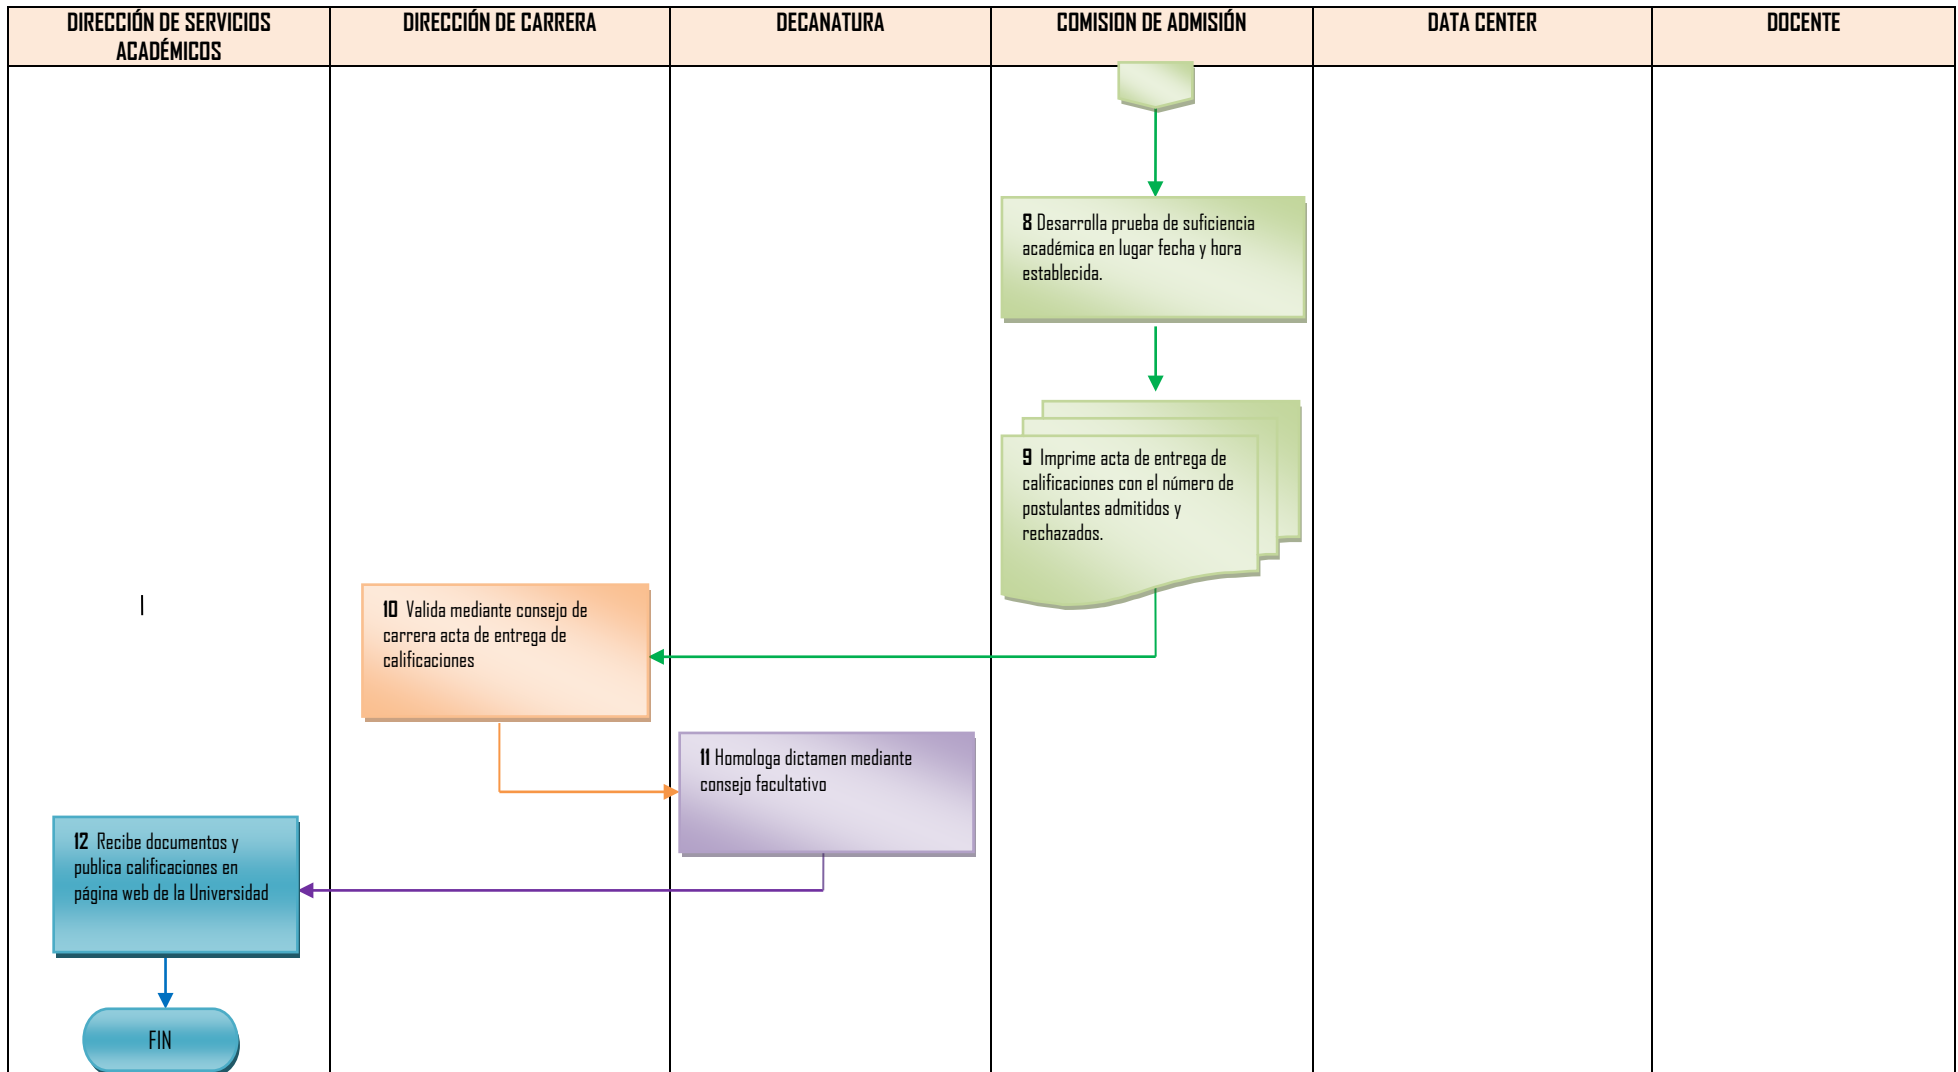 DIRECCIÓN DE SERVICIOS
ACADÉMICOS
DIRECCIÓN DE CARRERA
DECANATURA
COMISION DE ADMISIÓN
DATA CENTER
DOCENTE
8 Desarrolla prueba de suficiencia
académica en lugar fecha y hora
establecida.
9 Imprime acta de entrega de
calificaciones con el número de
postulantes admitidos y
rechazados.
l
10 Valida mediante consejo de
carrera acta de entrega de
calificaciones
11 Homologa dictamen mediante
consejo facultativo
12 Recibe documentos y
publica calificaciones en
página web de la Universidad
FIN